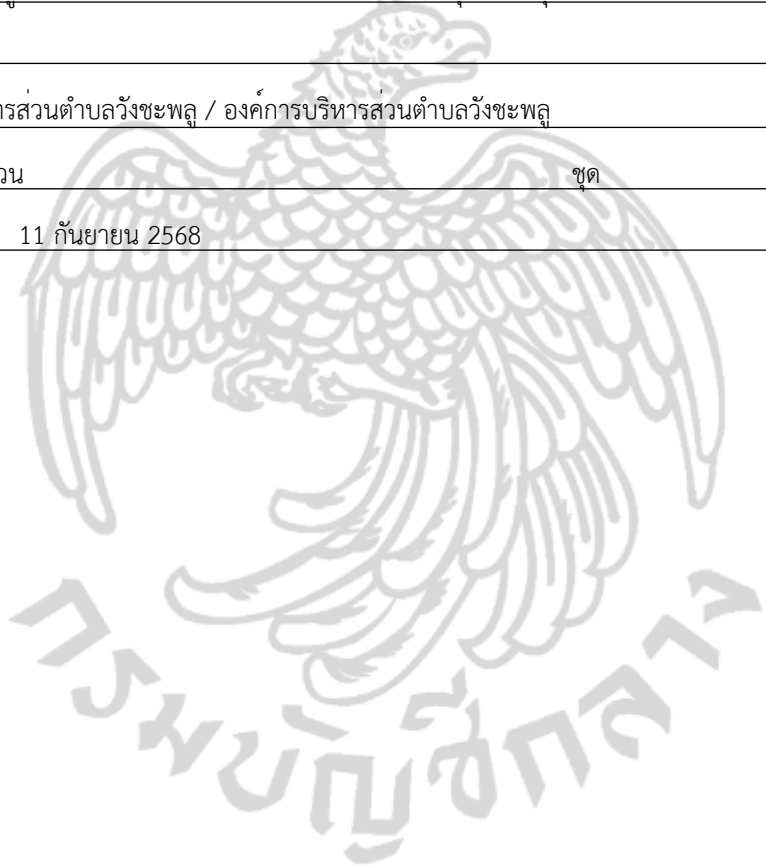 ารส่วนตำบลวังชะพลู / องค์การบริหารส่วนตำบลวังชะพลู
วน ชุด
11 กันยายน 2568
กรมบัญชีกลาง